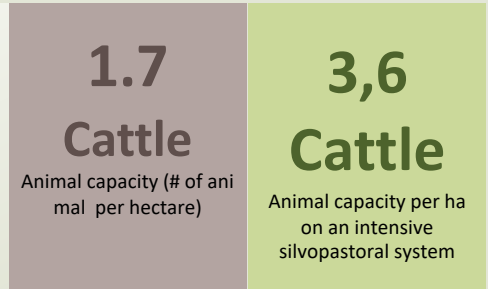 1.7
Cattle
Animal capacity (# of ani
mal per hectare)
3,6
Cattle
Animal capacity per ha
on an intensive
silvopastoral system